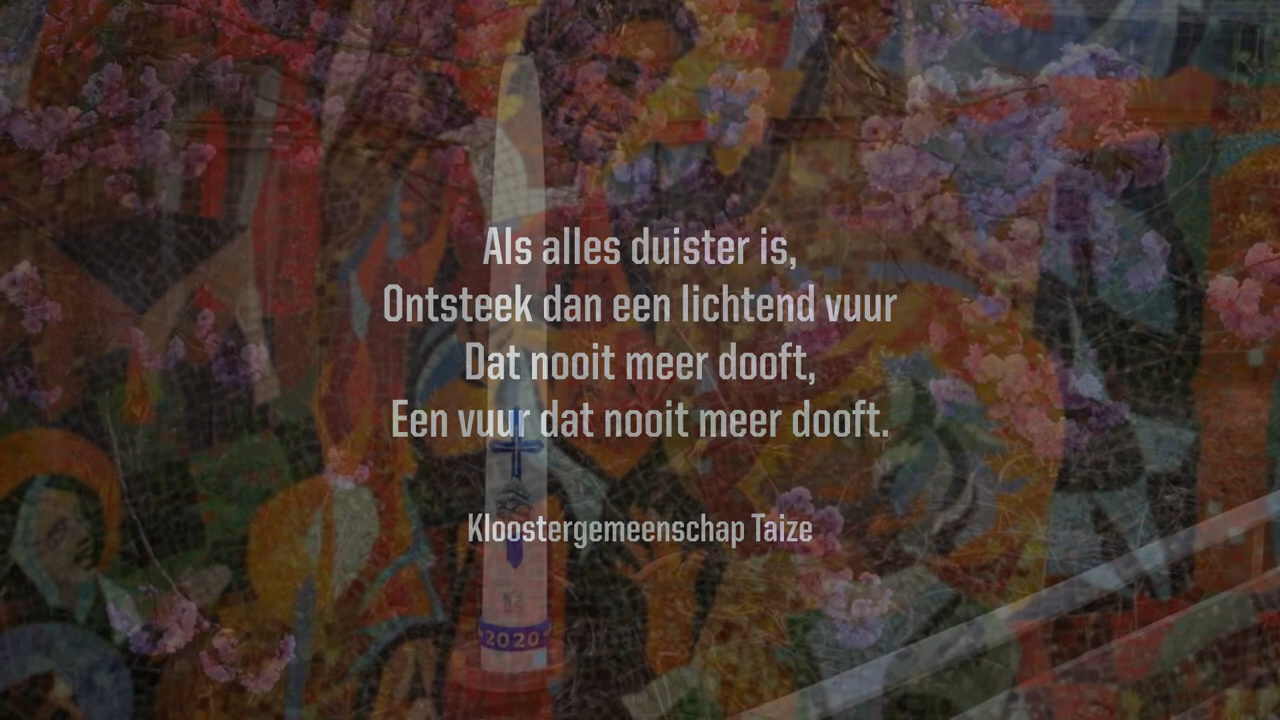 Als alles duister is,
Ontsteek dan een lichtend vuur
Dat nooit meer dooft,
Een vuur dat nooit meer dooft.
Kloostergemeenschap Taize
2020